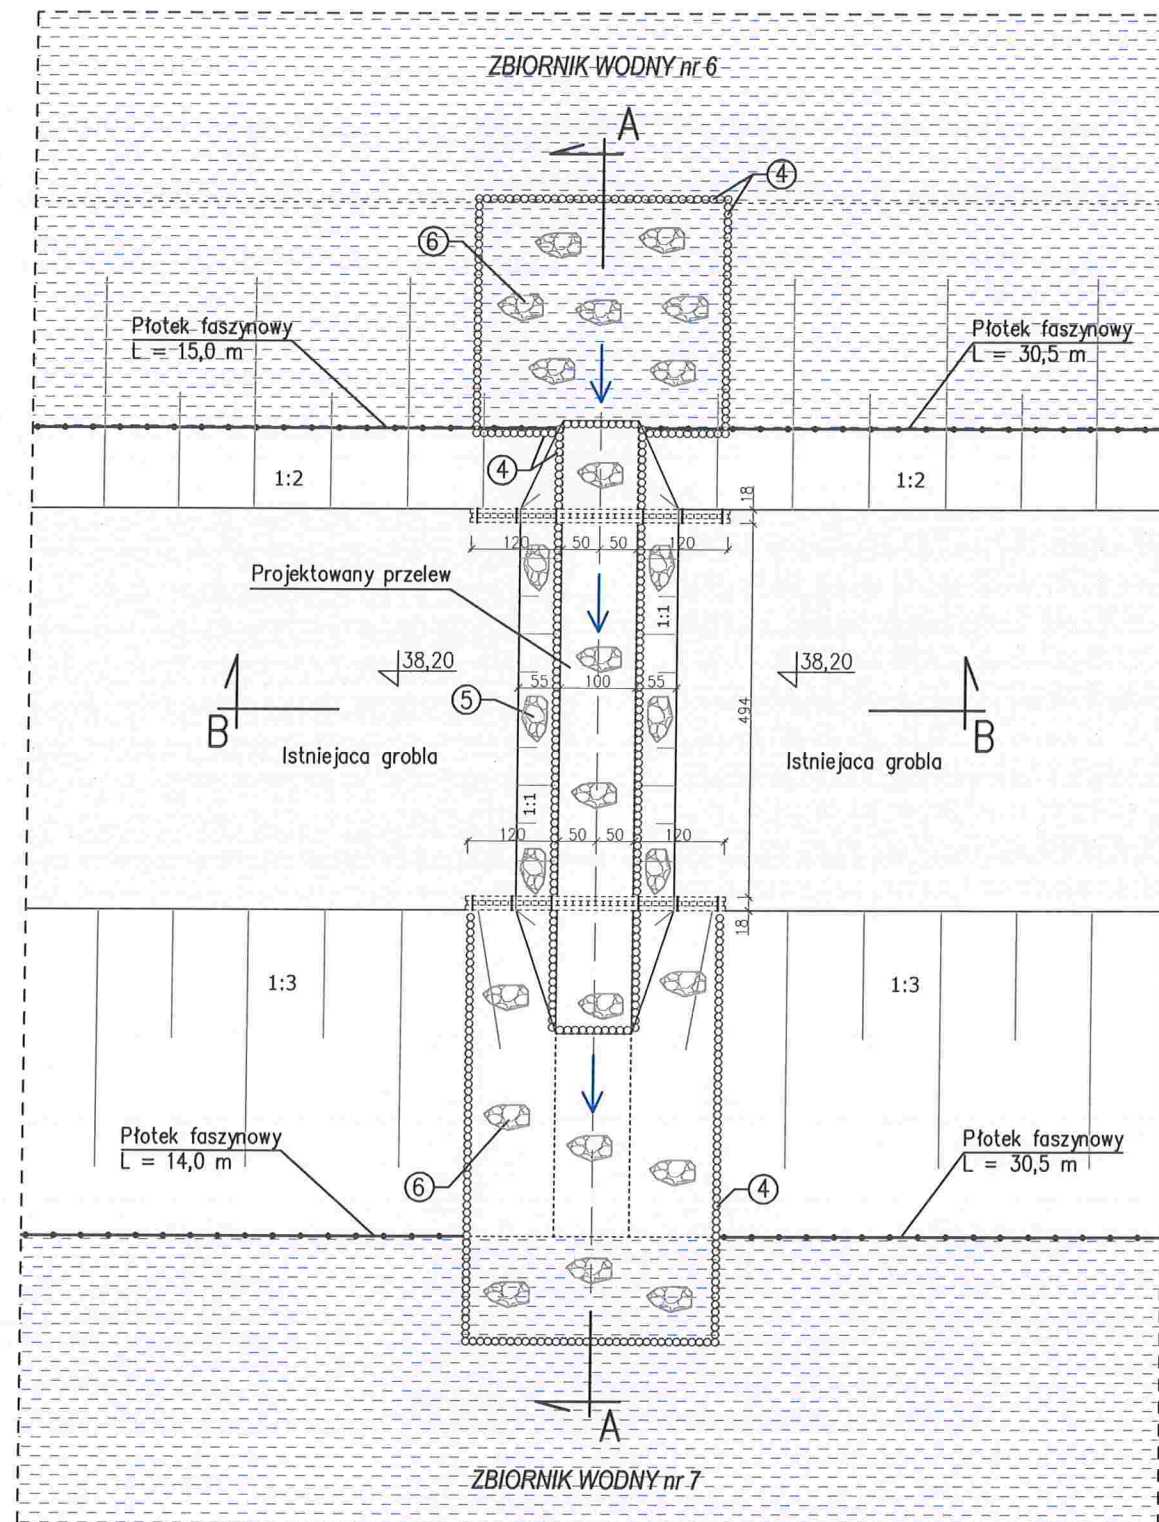 ZBIORNIK WODNY nr 6
A
4
6
Płotek faszynowy
L = 15,0 m
Płotek faszynowy
L = 30,5 m
4
1:2
1:2
18
120 50 50 120
Projektowany przelew
1:1
38,20
38,20
55 100 55
5
494
B
B
Istniejaca grobla
Istniejaca grobla
1:1
120 50 50 120
18
1:3
1:3
Płotek faszynowy
L = 14,0 m
Płotek faszynowy
L = 30,5 m
6
4
A
ZBIORNIK WODNY nr 7